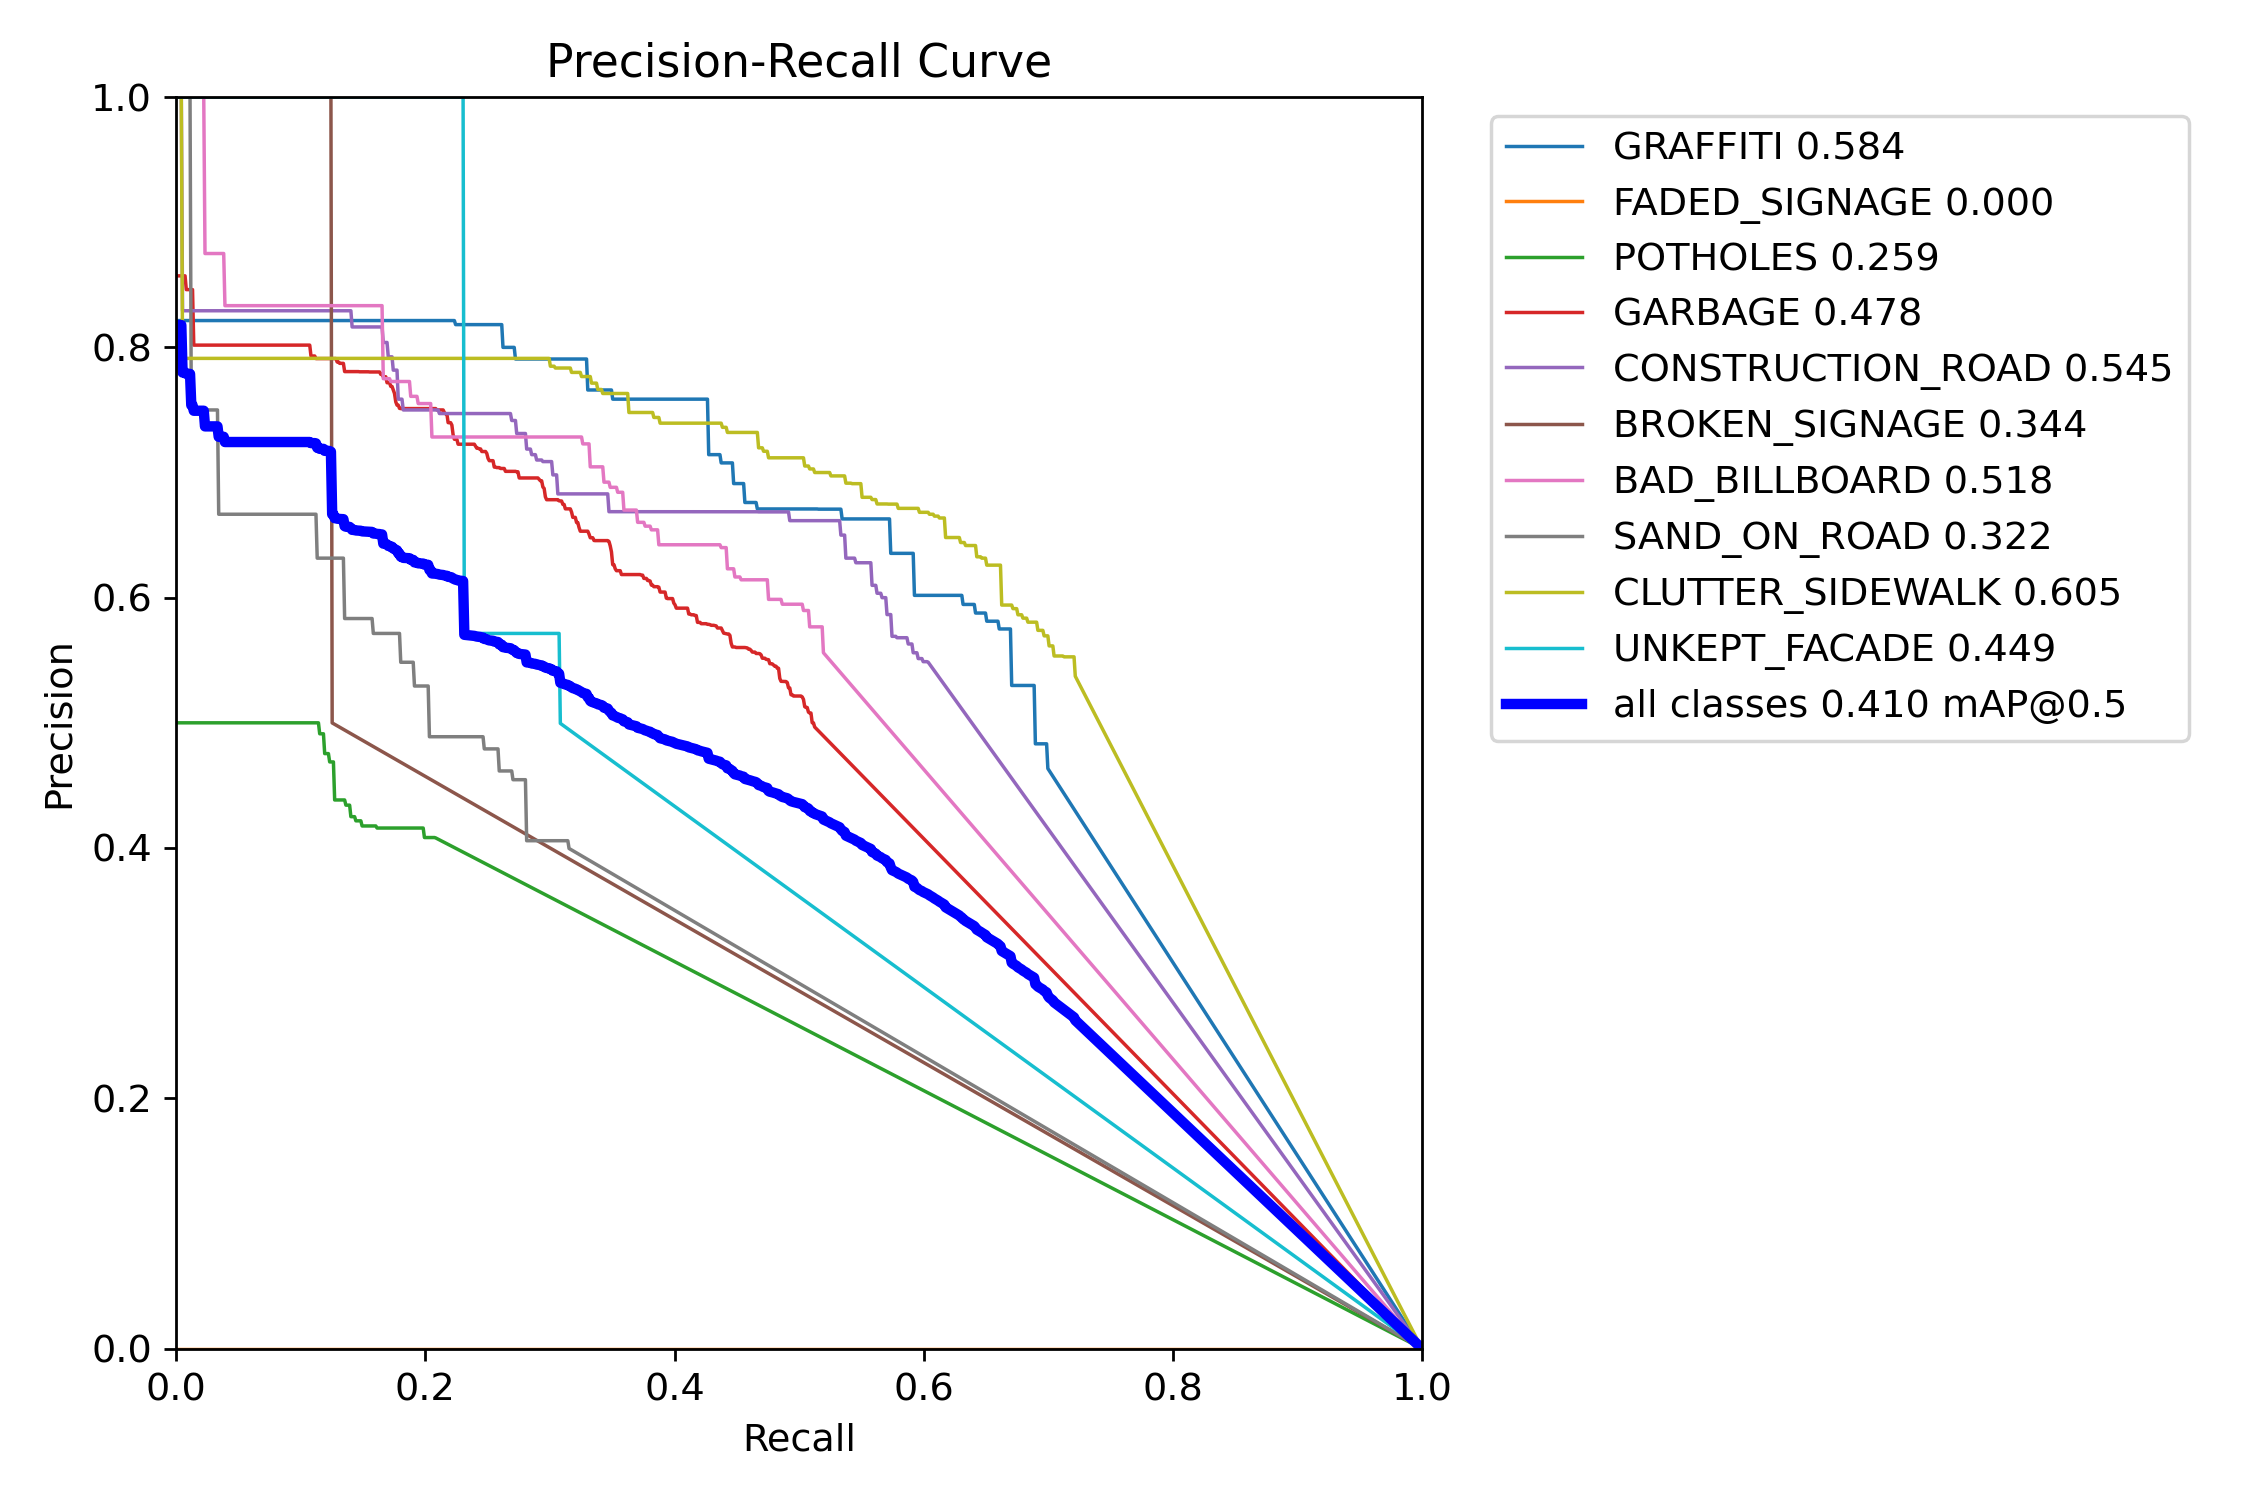 Precision-Recall Curve
1.0
0.8
0.6
0.4
0.2
0.0
Precision
0.0 0.2 0.4 0.6 0.8 1.0
Recall
GRAFFITI 0.584
FADED_SIGNAGE 0.000
POTHOLES 0.259
GARBAGE 0.478
CONSTRUCTION_ROAD 0.545
BROKEN_SIGNAGE 0.344
BAD_BILLBOARD 0.518
SAND_ON_ROAD 0.322
CLUTTER_SIDEWALK 0.605
UNKEPT_FACADE 0.449
all classes 0.410 mAP@0.5